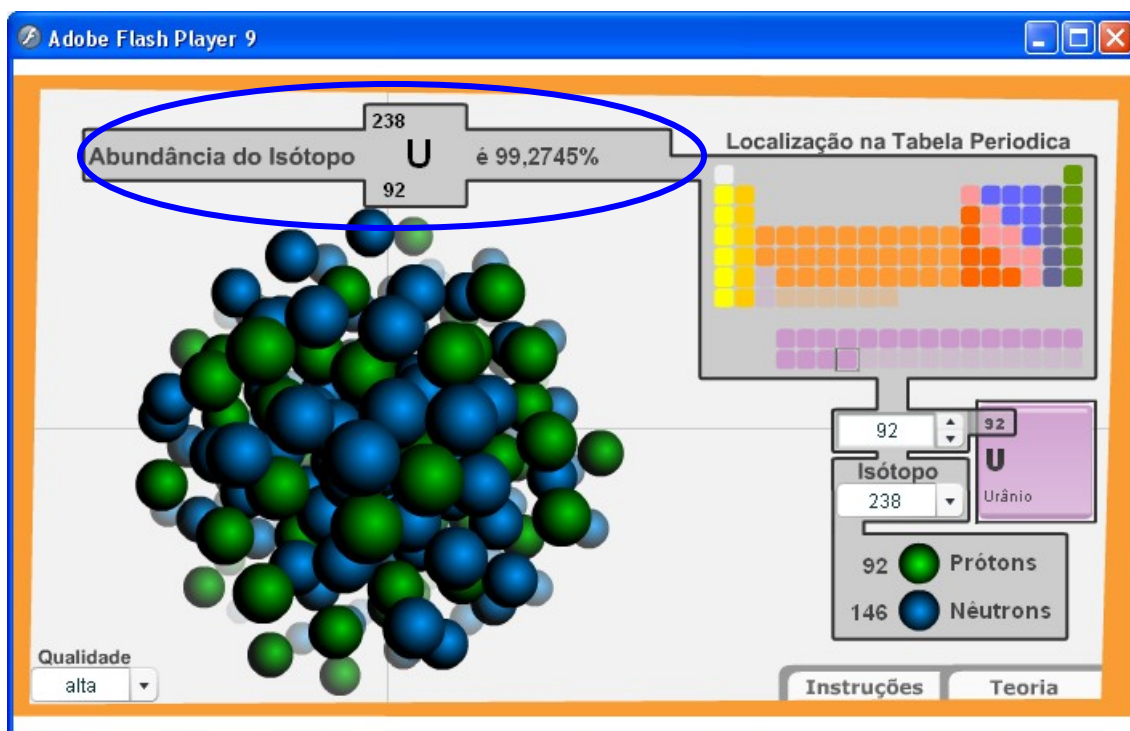 Adobe Flash Player 9
238
Abundância do Isótopo U é 99,2745%
92
Localização na Tabela Periodica
92
92
U
Urânio
Isótopo
238
92 Prótons
146 Nêutrons
Qualidade
alta
Instruções
Teoria